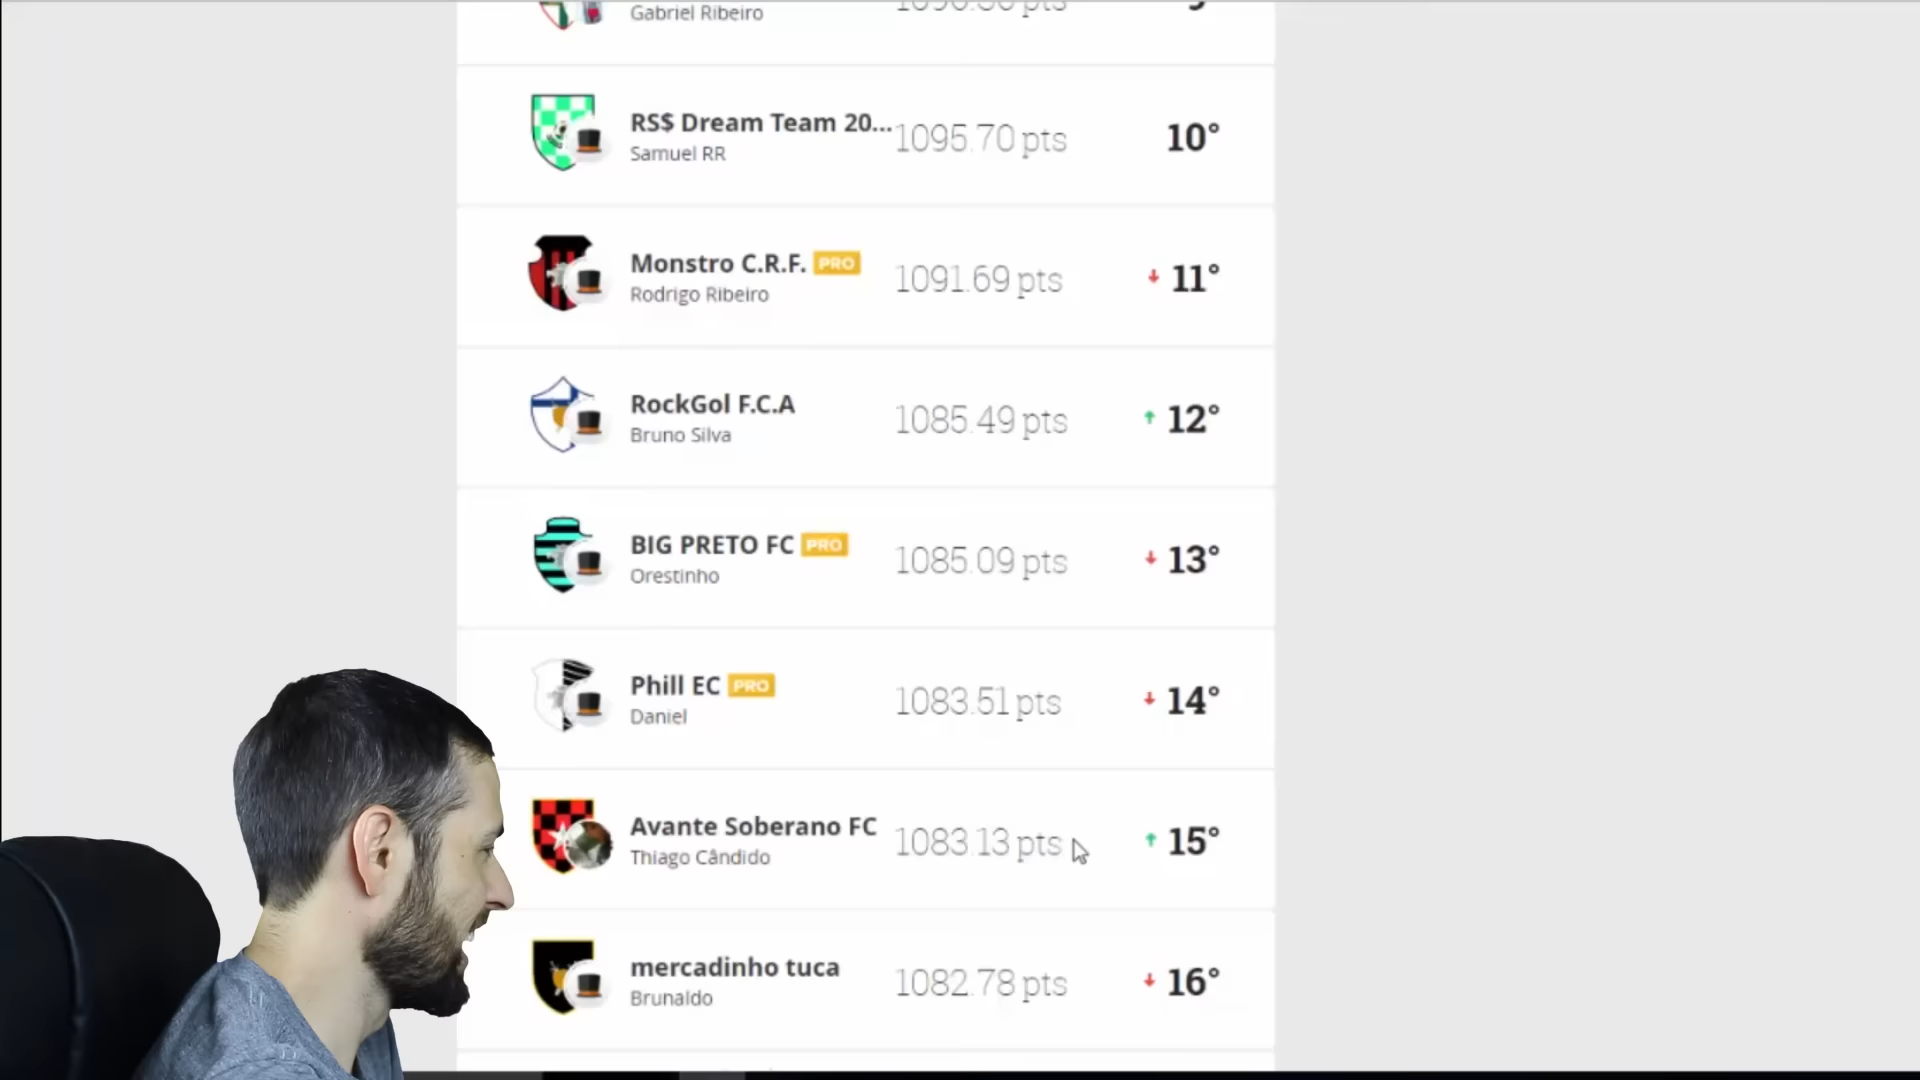 Gabriel Ribeiro
RS$ Dream Team 20... 1095.70 pts 10°
Samuel RR
Monstro C.R.F. PRO 1091.69 pts 11°
Rodrigo Ribeiro
RockGol F.C.A 1085.49 pts 12°
Bruno Silva
BIG PRETO FC PRO 1085.09 pts 13°
Orestinho
Phill EC PRO 1083.51 pts 14°
Daniel
Avante Soberano FC 1083.13 pts 15°
Thiago Cândido
mercadinho tuca 1082.78 pts 16°
Brunaldo